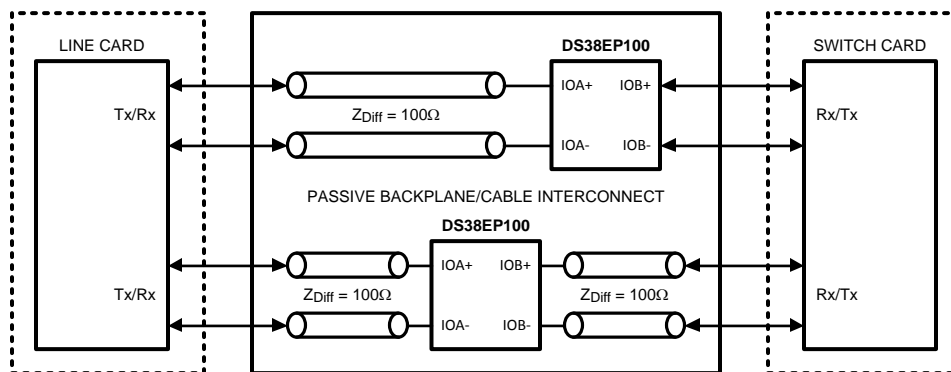 LINE CARD
DS38EP100
SWITCH CARD
Tx/Rx
ZDiff = 100Ω
IOA+ IOB+
IOA- IOB-
Rx/Tx
PASSIVE BACKPLANE/CABLE INTERCONNECT
DS38EP100
Tx/Rx
ZDiff = 100Ω
IOA+ IOB+
IOA- IOB-
ZDiff = 100Ω
Rx/Tx